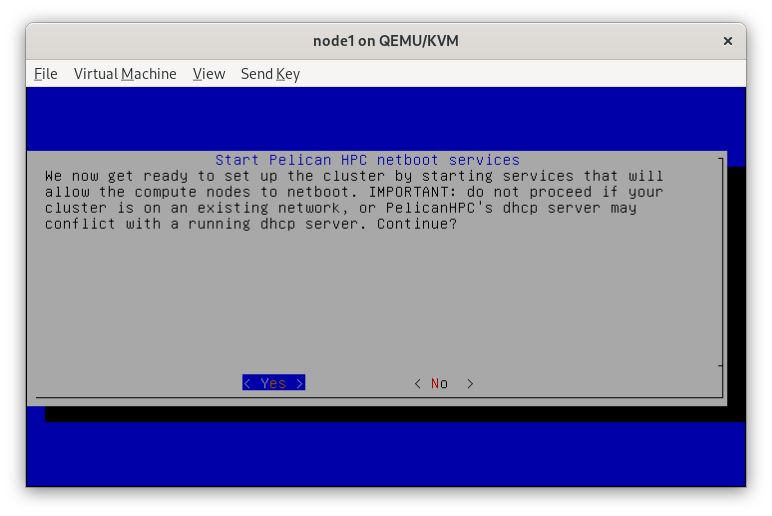 node1 on QEMU/KVM
×
File Virtual Machine View Send Key
Start Pelican HPC netboot services
We now get ready to set up the cluster by starting services that will
allow the compute nodes to netboot. IMPORTANT: do not proceed if your
cluster is on an existing network, or PelicanHPC's dhcp server may
conflict with a running dhcp server. Continue?
< Yes > < No >